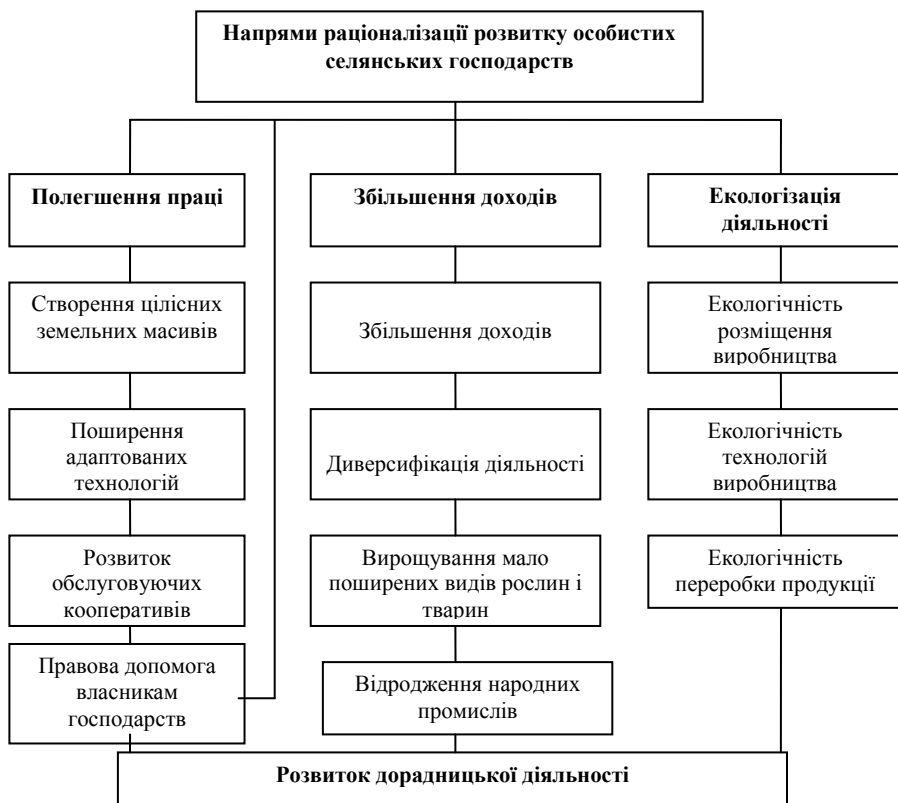 Напрями раціоналізації розвитку особистих
селянських господарств
Полегшення праці
Створення цілісних
земельних масивів
Поширення
адаптованих
технологій
Розвиток
обслуговуючих
кооперативів
Правова допомога
власникам
господарств
Збільшення доходів
Збільшення доходів
Диверсифікація діяльності
Вирощування мало
поширених видів рослин і
тварин
Відродження народних
промислів
Екологізація
діяльності
Екологічність
розміщення
виробництва
Екологічність
технологій
виробництва
Екологічність
переробки продукції
Розвиток дорадницької діяльності